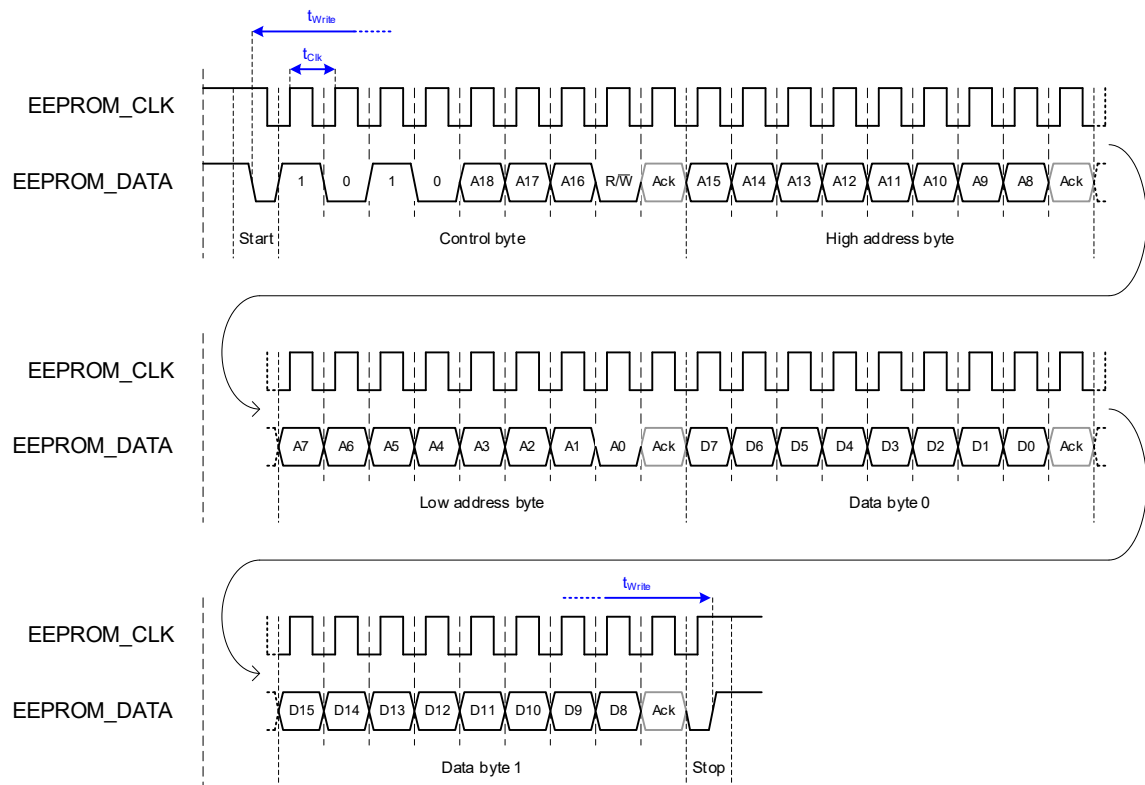 tWrite
tClk
EEPROM_CLK
EEPROM_DATA 1 0 1 0 A18 A17 A16 R/W̅ Ack A15 A14 A13 A12 A11 A10 A9 A8 Ack
Start Control byte High address byte
EEPROM_CLK
EEPROM_DATA A7 A6 A5 A4 A3 A2 A1 A0 Ack D7 D6 D5 D4 D3 D2 D1 D0 Ack
Low address byte Data byte 0
tWrite
EEPROM_CLK
EEPROM_DATA D15 D14 D13 D12 D11 D10 D9 D8 Ack
Data byte 1 Stop